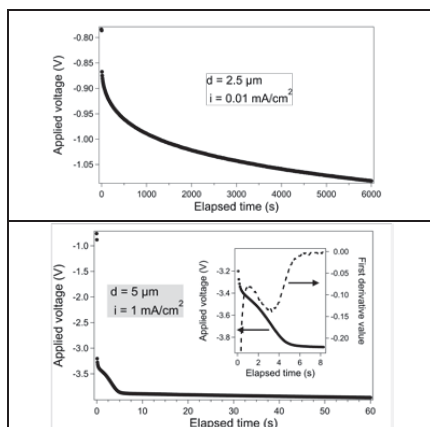 -0.80
-0.85
-0.90
-0.95
-1.00
-1.05
Applied voltage (V)
d = 2.5 µm
i = 0.01 mA/cm²
0 1000 2000 3000 4000 5000 6000
Elapsed time (s)
-1.0
-1.5
-2.0
-2.5
-3.0
-3.5
Applied voltage (V)
d = 5 µm
i = 1 mA/cm²
-3.2
-3.4
-3.6
-3.8
Applied voltage (V)
0.00
-0.05
-0.10
-0.15
-0.20
First derivative value
0 2 4 6 8
Elapsed time (s)
0 10 20 30 40 50 60
Elapsed time (s)